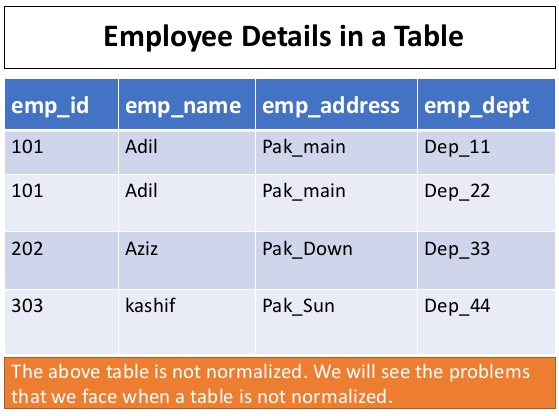 Employee Details in a Table
emp_id emp_name emp_address emp_dept
101 Adil Pak_main Dep_11
101 Adil Pak_main Dep_22
202 Aziz Pak_Down Dep_33
303 kashif Pak_Sun Dep_44
The above table is not normalized. We will see the problems
that we face when a table is not normalized.